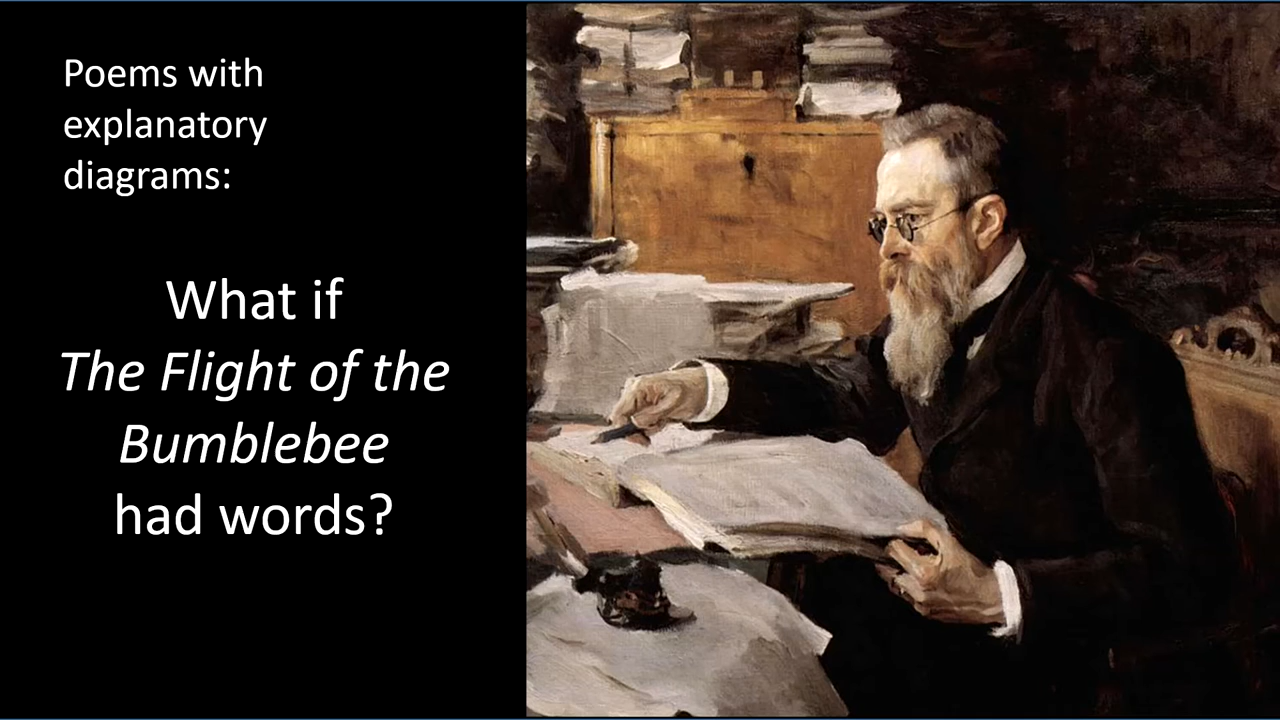 Poems with
explanatory
diagrams:
What if
The Flight of the
Bumblebee
had words?